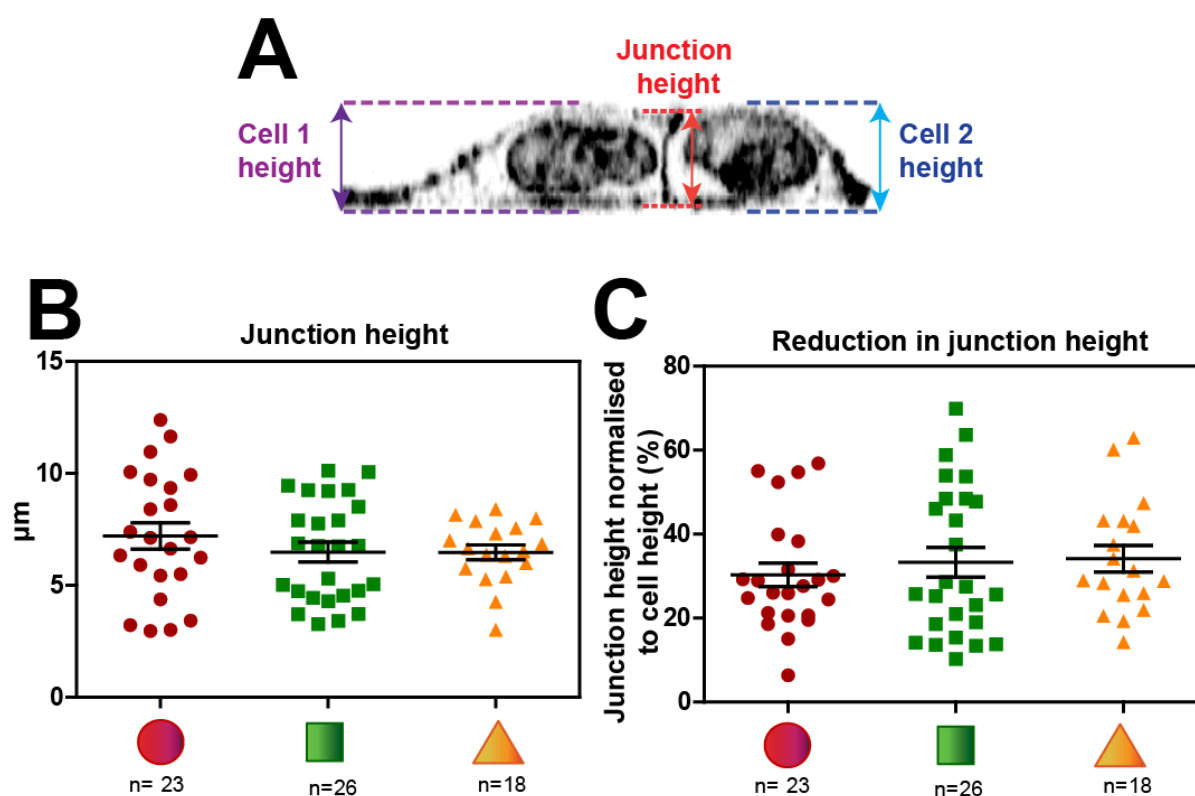 A
Junction
height
Cell 1
height
Cell 2
height
B
Junction height
µm
15
10
5
0
n= 23
n=26
n=18
C
Reduction in junction height
Junction height normalised
to cell height (%)
80
60
40
20
0
n= 23
n=26
n=18